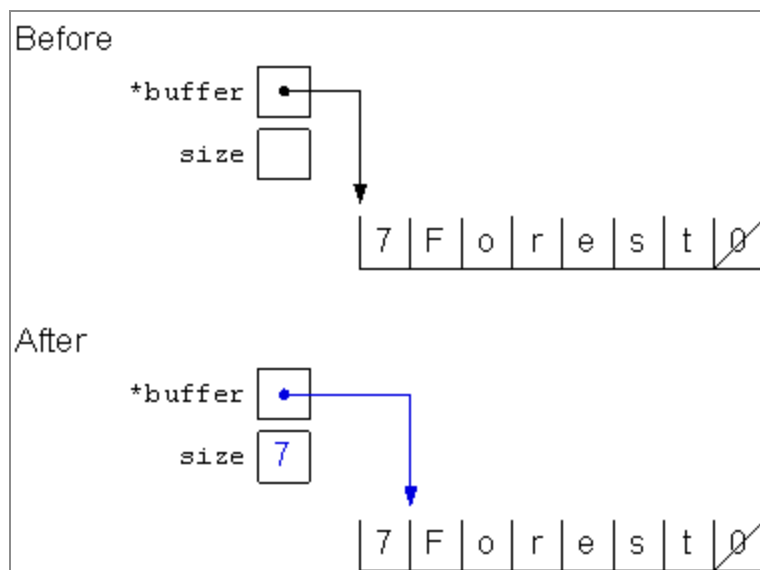 Before
*buffer
size
7 F o r e s t 0
After
*buffer
size 7
7 F o r e s t 0